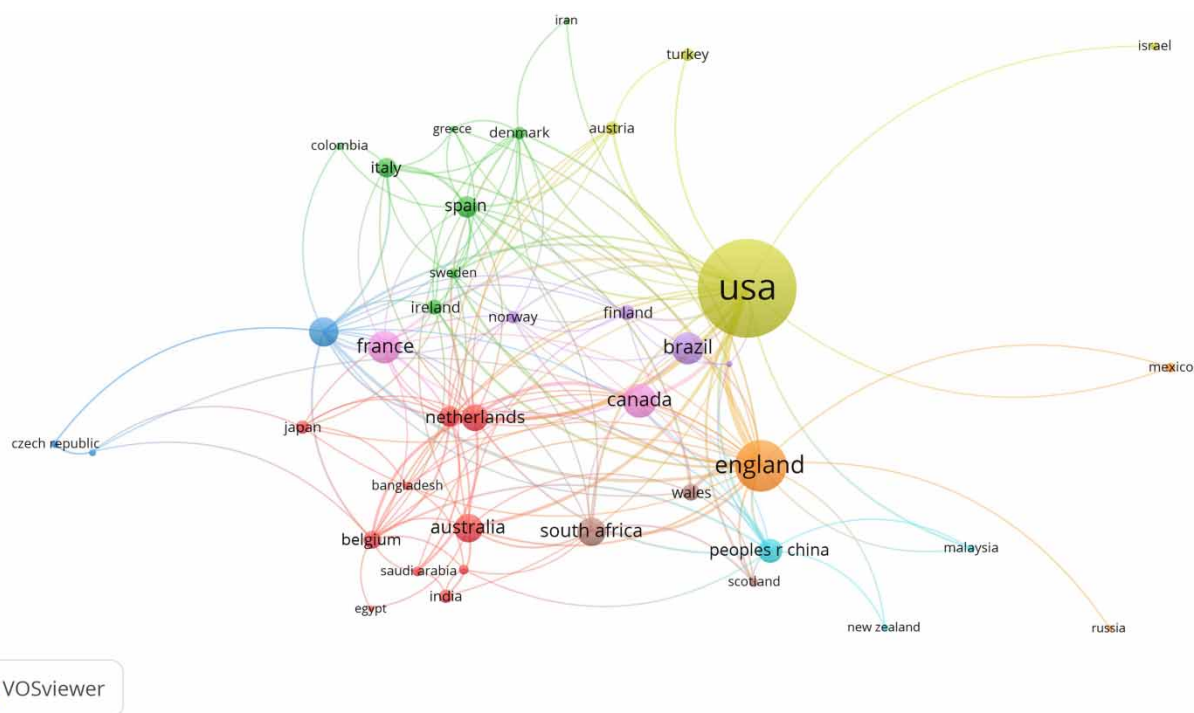 iran
israel
turkey
greece
denmark
austria
colombia
italy
spain
sweden
usa
ireland
norway
finland
france
brazil
mexico
canada
netherlands
japan
czech republic
england
bangladesh
wales
australia
south africa
belgium
peoples r china
malaysia
saudi arabia
scotland
india
egypt
new zealand
russia
VOSviewer